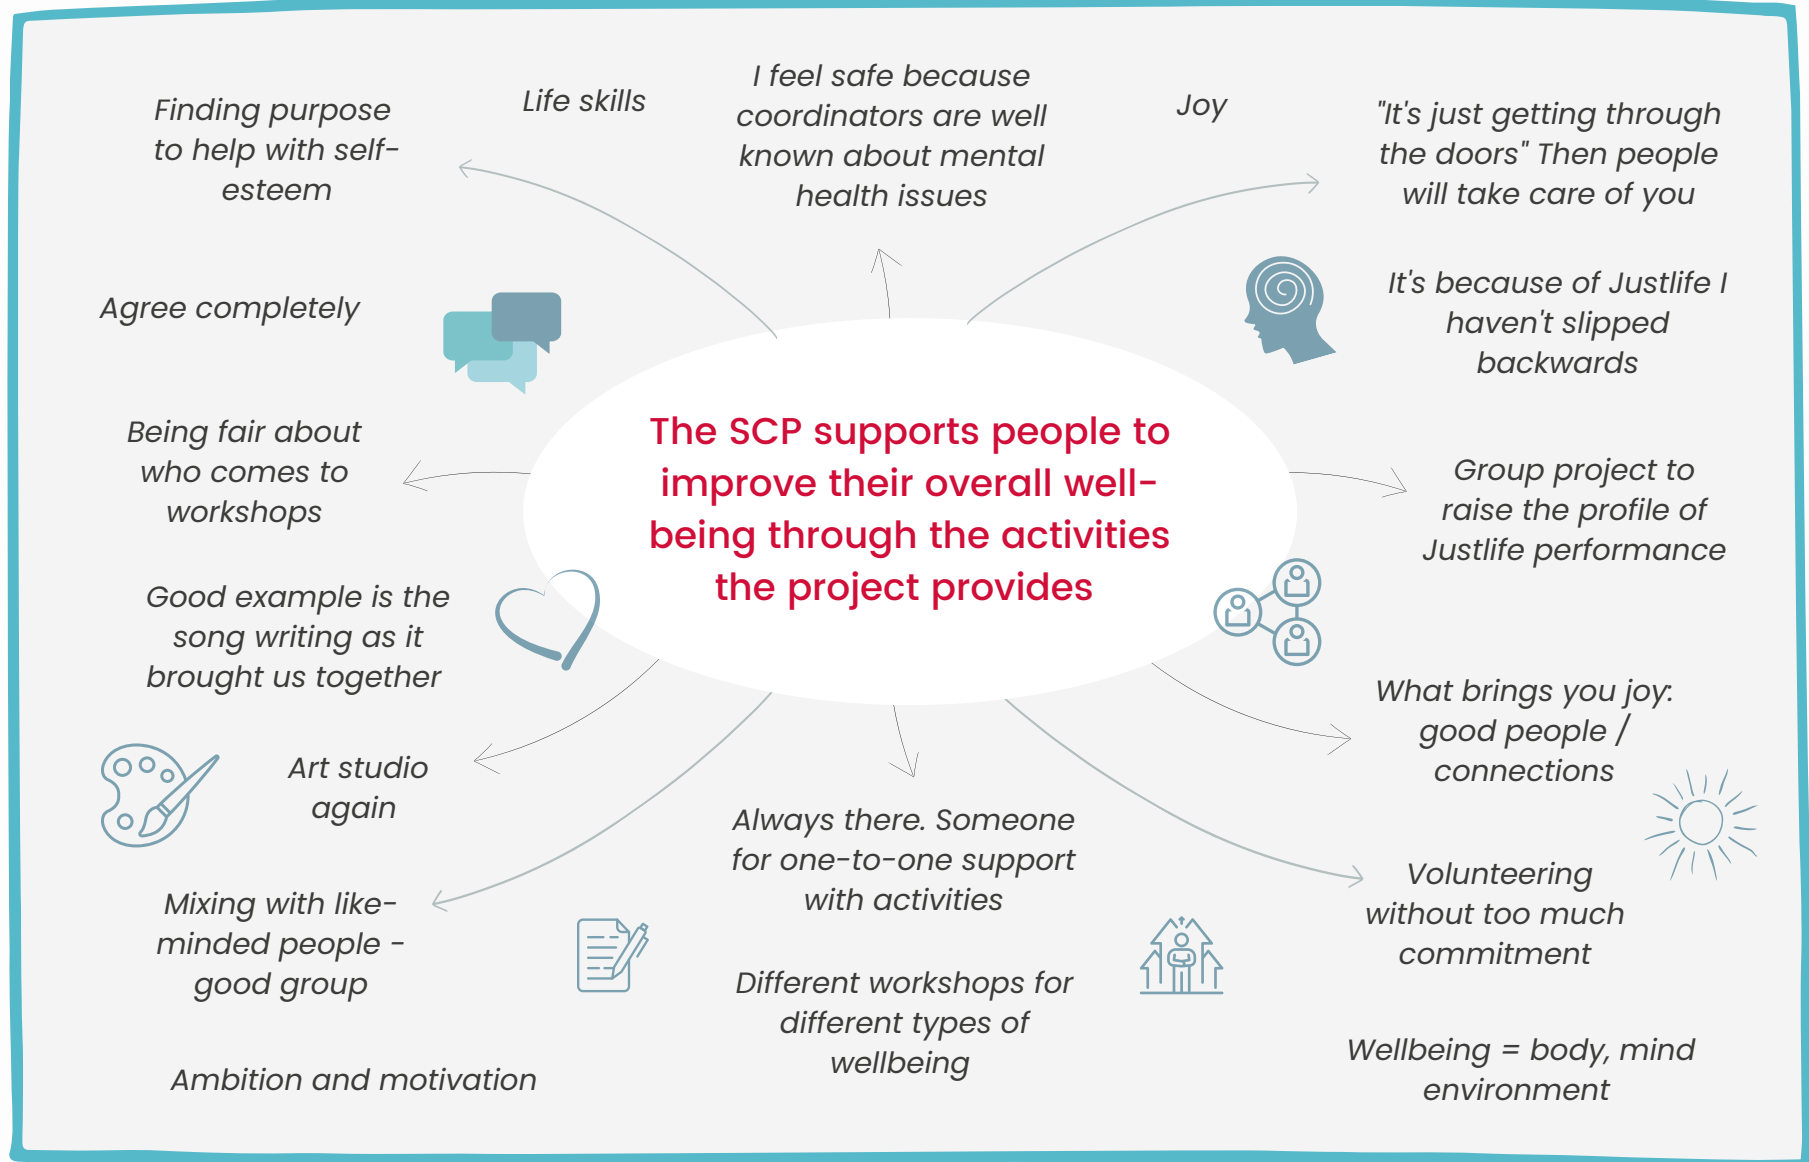 Finding purpose
to help with self-
esteem
Life skills
I feel safe because
coordinators are well
known about mental
health issues
Joy
"It's just getting through
the doors" Then people
will take care of you
Agree completely
It's because of Justlife I
haven't slipped
backwards
Being fair about
who comes to
workshops
The SCP supports people to
improve their overall well-
being through the activities
the project provides
Group project to
raise the profile of
Justlife performance
Good example is the
song writing as it
brought us together
What brings you joy:
good people /
connections
Art studio
again
Always there. Someone
for one-to-one support
with activities
Volunteering
without too much
commitment
Mixing with like-
minded people -
good group
Different workshops for
different types of
wellbeing
Ambition and motivation
Wellbeing = body, mind
environment